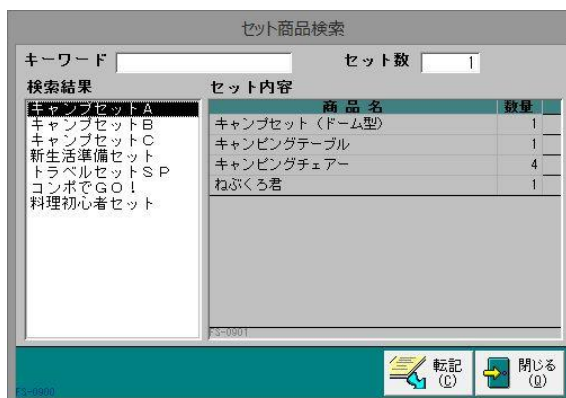 セット商品検索
キーワード
セット数 1
検索結果
セット内容
キャンプセットA
キャンプセットB
キャンプセットC
新生活準備セット
トラベルセットSP
コンボでGO!
料理初心者セット
商品名 数量
キャンプセット(ドーム型) 1
キャンピングテーブル 1
キャンピングチェアー 4
ねぶくろ君 1
FS-0901
転記
(C)
閉じる
(Q)
FS-0900